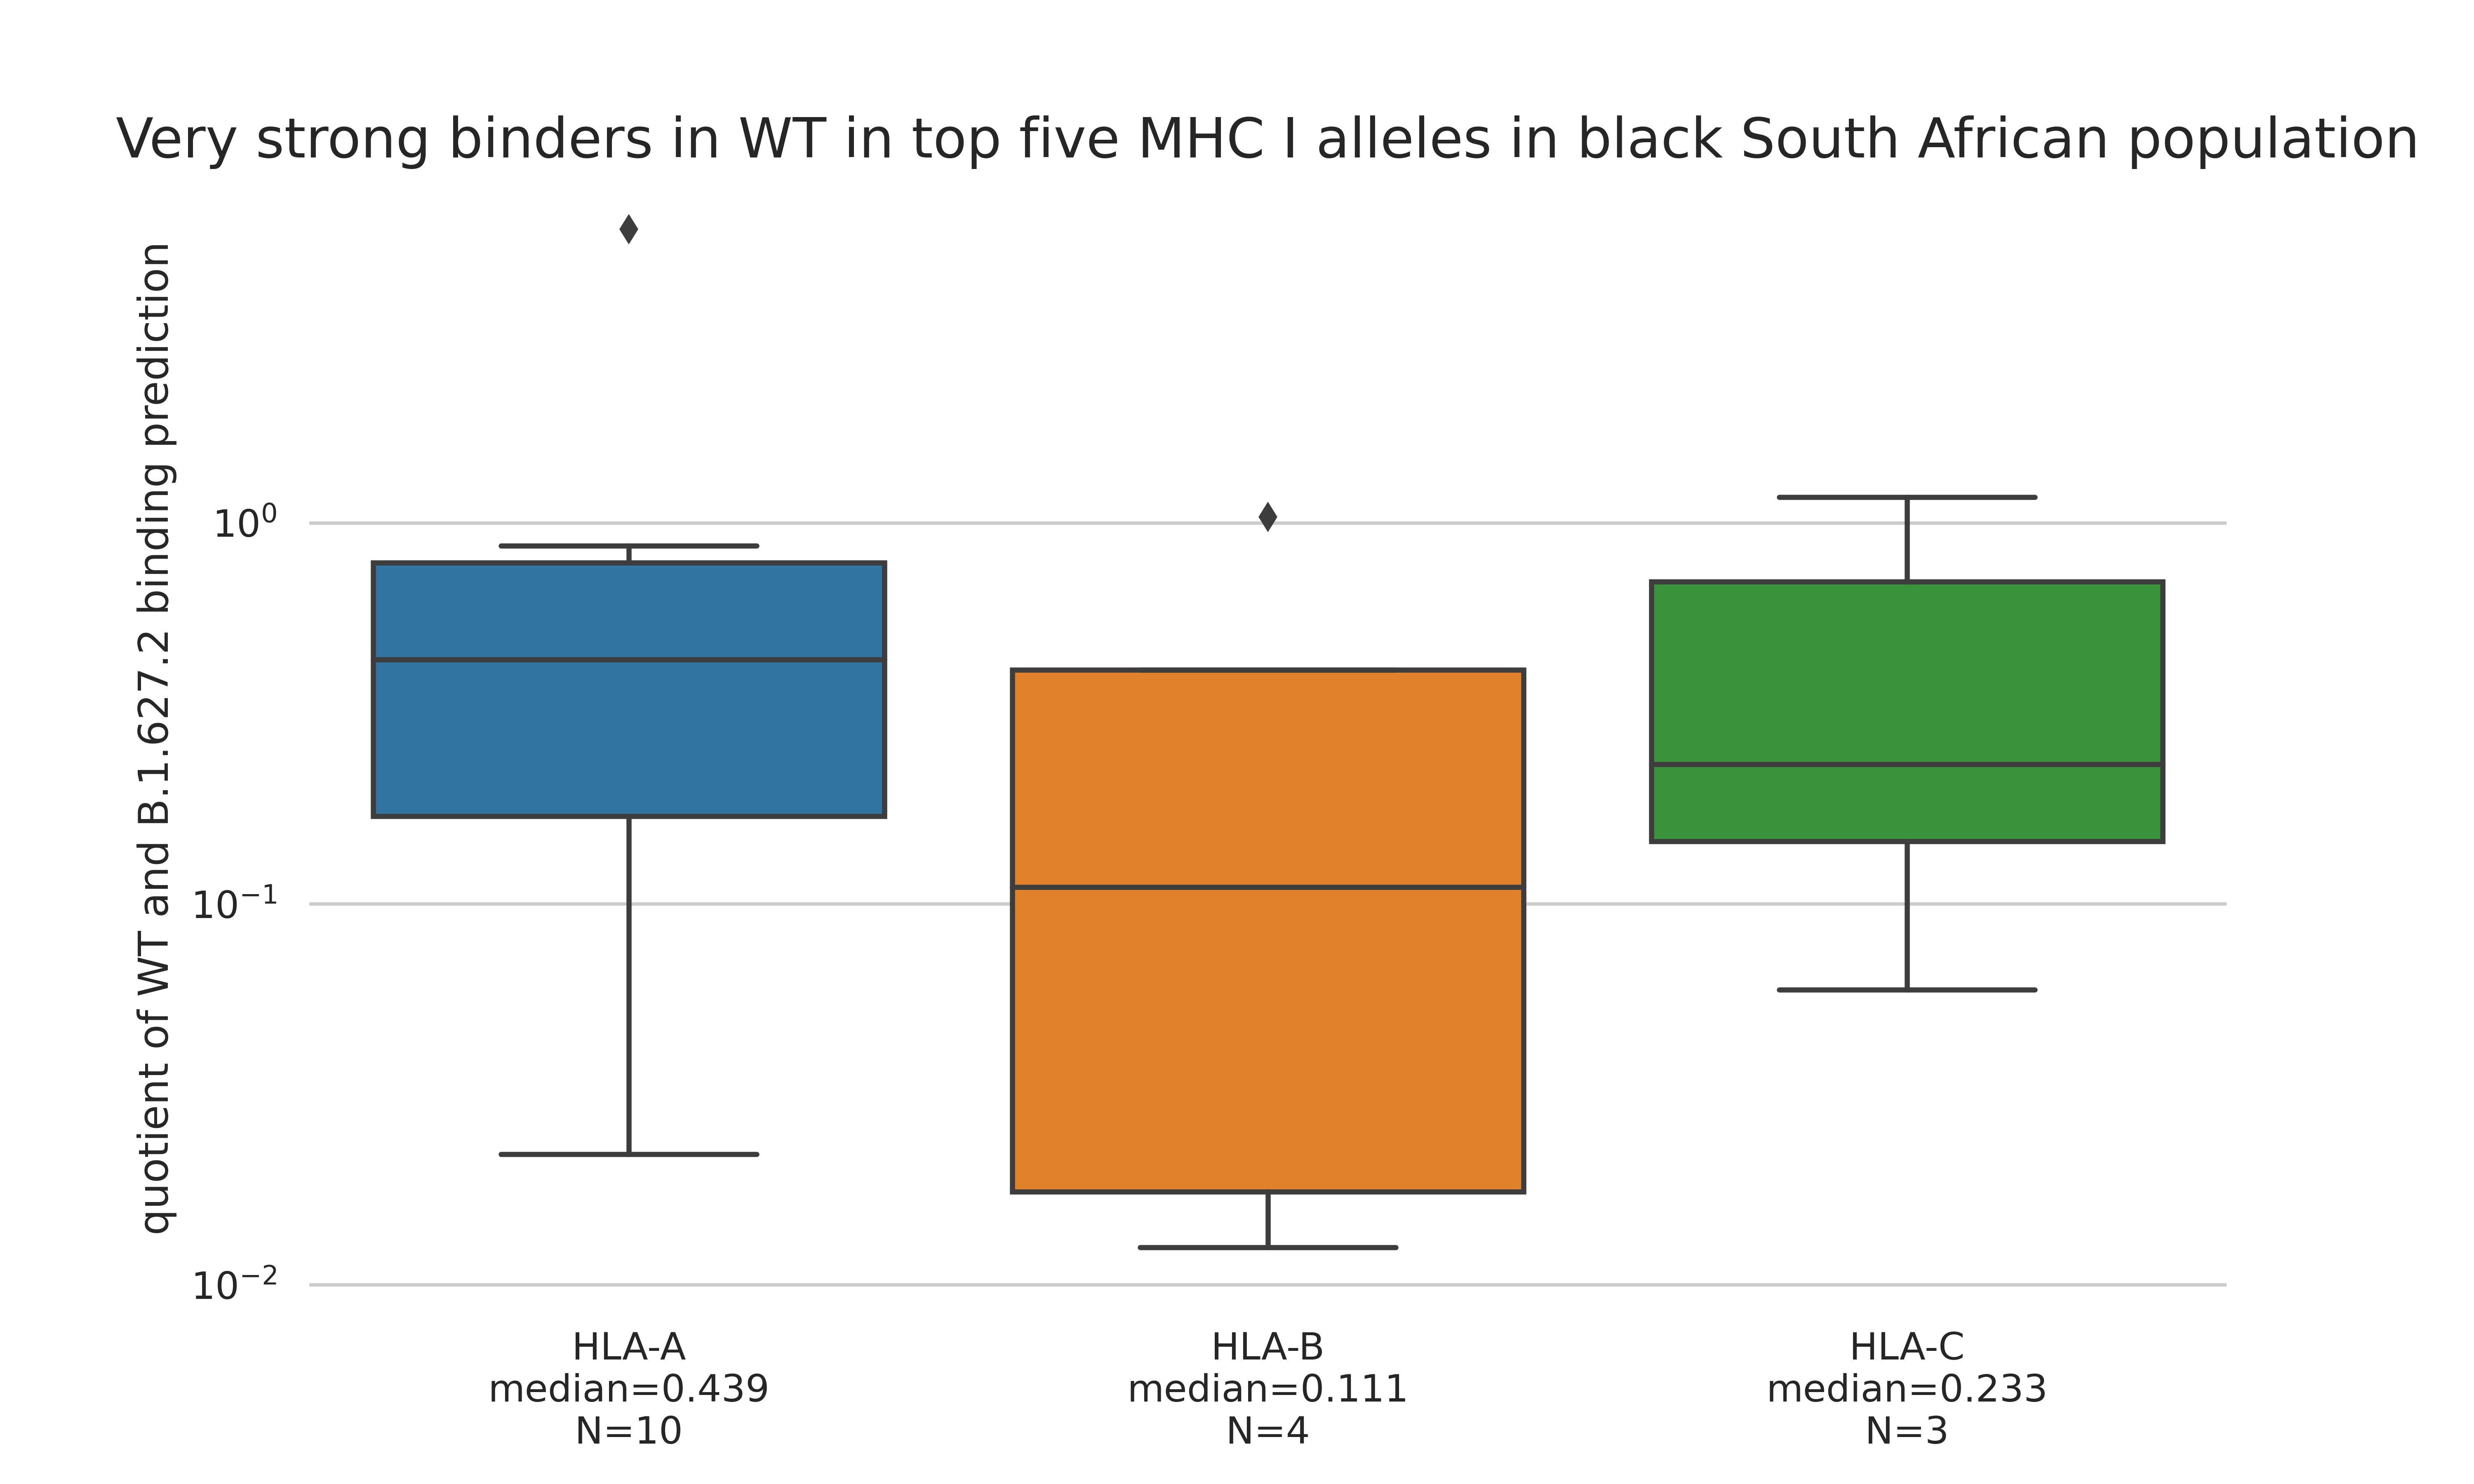 Very strong binders in WT in top five MHC I alleles in black South African population
quotient of WT and B.1.627.2 binding prediction
10⁰
10⁻¹
10⁻²
HLA-A
median=0.439
N=10
HLA-B
median=0.111
N=4
HLA-C
median=0.233
N=3